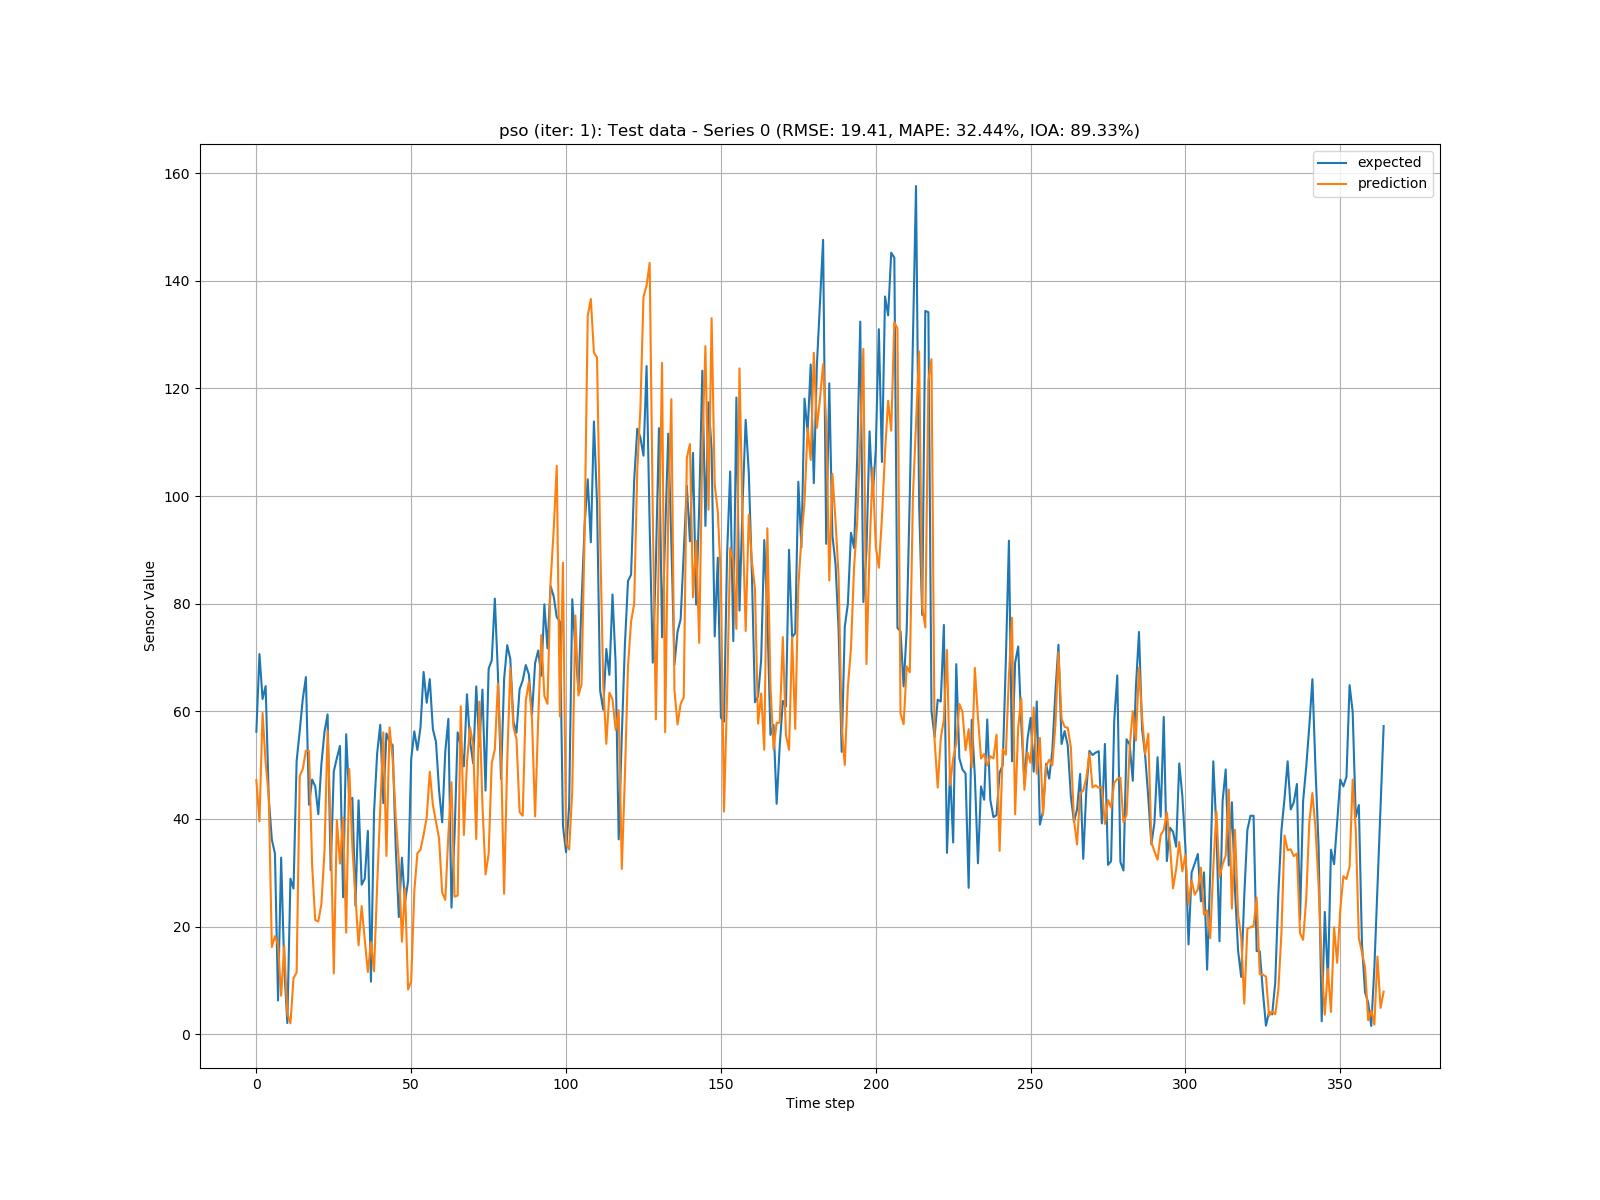 pso (iter: 1): Test data - Series 0 (RMSE: 19.41, MAPE: 32.44%, IOA: 89.33%)
expected
prediction
160
140
120
100
80
60
40
20
0
Sensor Value
0 50 100 150 200 250 300 350
Time step